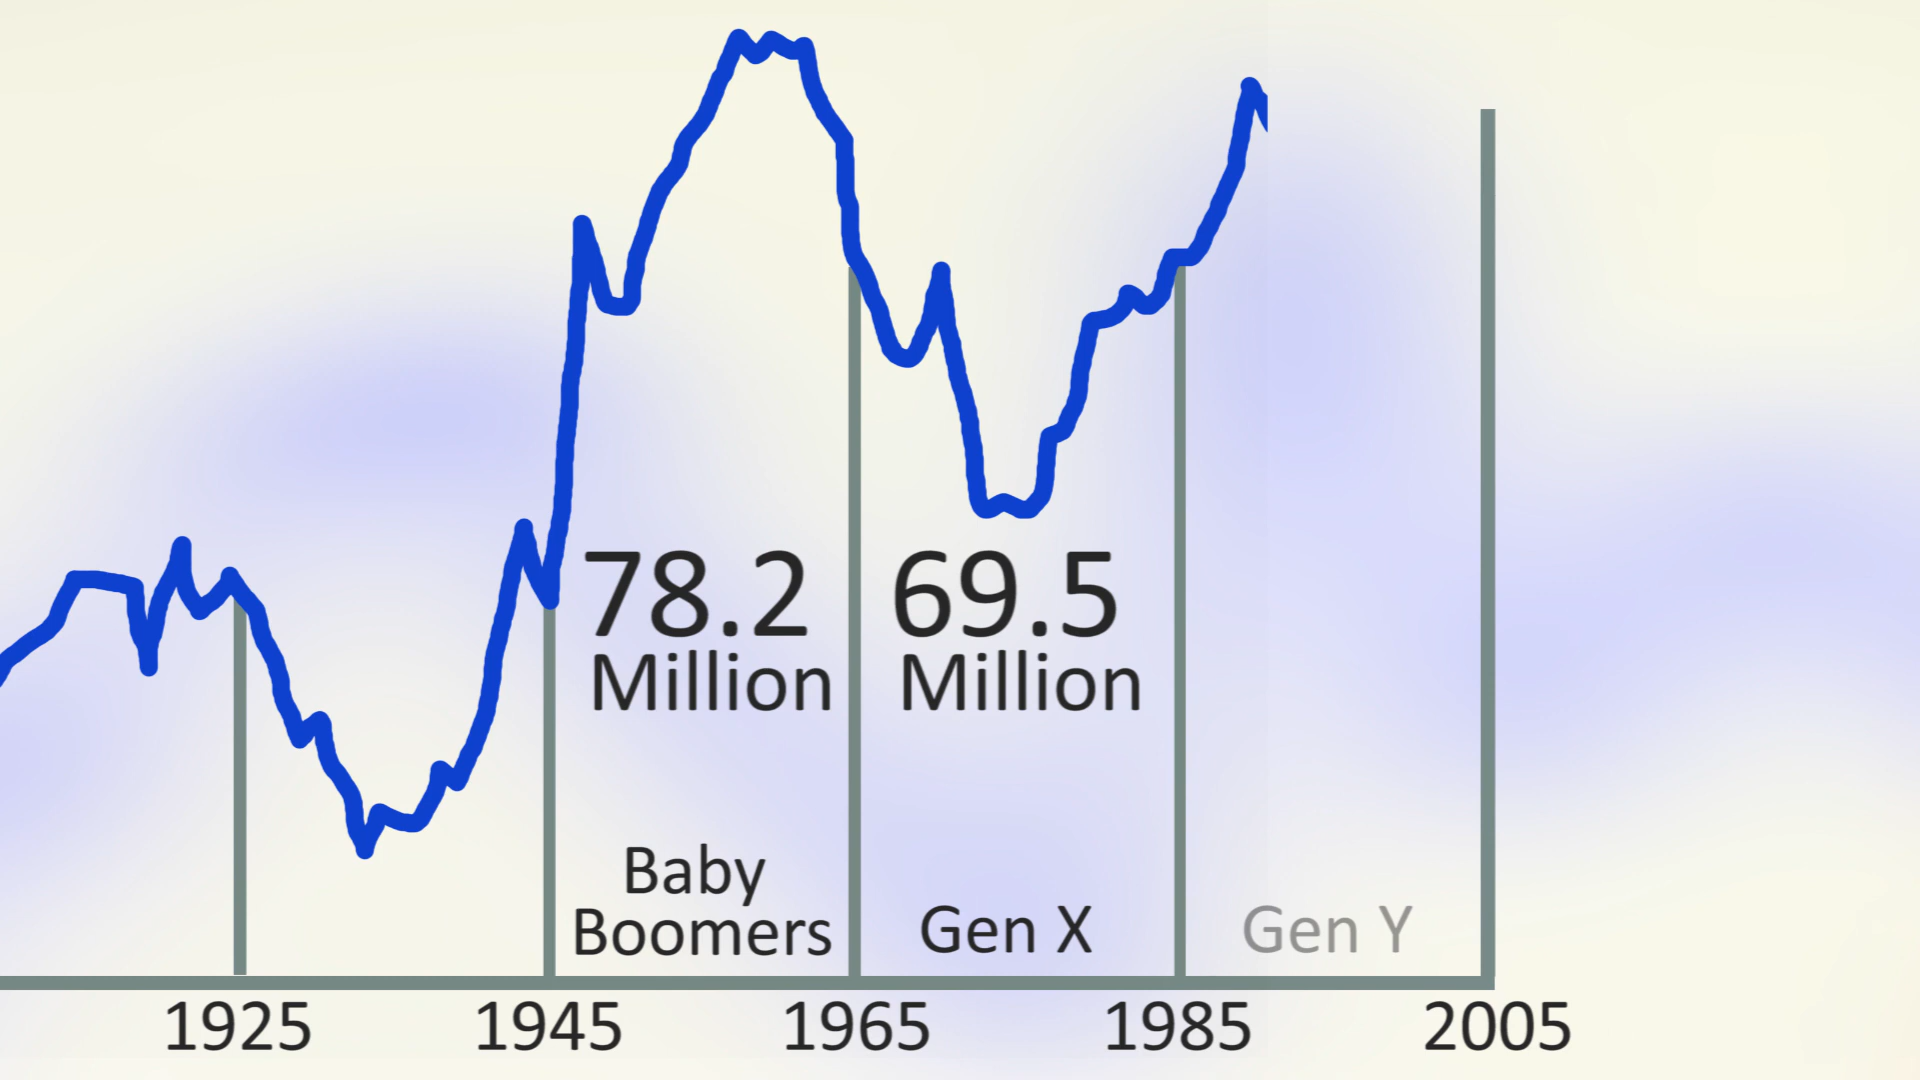 78.2
Million
69.5
Million
Baby
Boomers
Gen X
Gen Y
1925
1945
1965
1985
2005